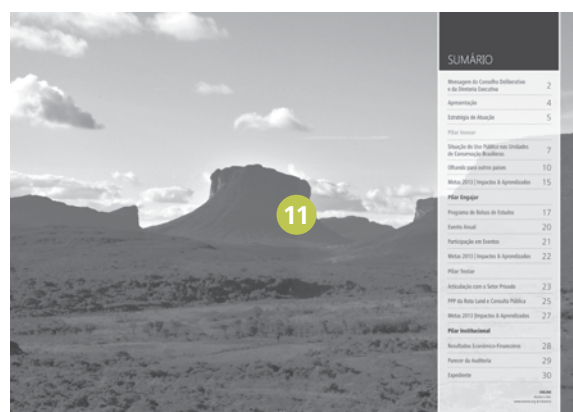 SUMÁRIO
Mensagem do Conselho Deliberativo
e da Diretoria Executiva 2
Apresentação 4
Estratégia de Atuação 5
Pilar Inovar
Situação do Uso Público nas Unidades
de Conservação Brasileiras 7
Olhando para outros países 10
Metas 2013 | Impactos & Aprendizados 15
Pilar Engajar
Programa de Bolsas de Estudos 17
Evento Anual 20
Participação em Eventos 21
Metas 2013 | Impactos & Aprendizados 22
Pilar Testar
Articulação com o Setor Privado 23
PPP da Rota Lund e Consulta Pública 25
Metas 2013 |Impactos & Aprendizados 27
Pilar Institucional
Resultados Econômico-Financeiros 28
Parecer da Auditoria 29
Expediente 30
11